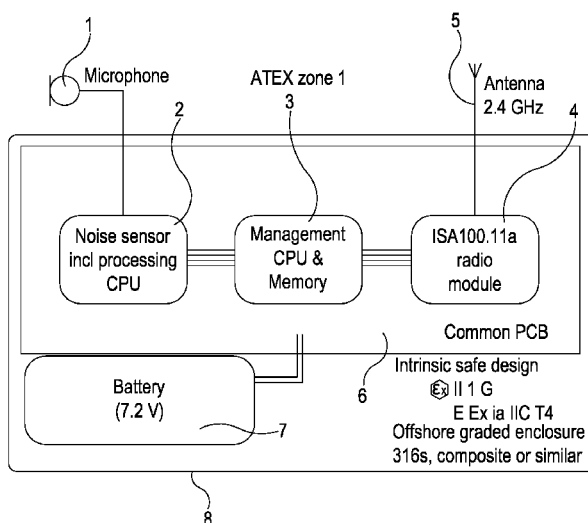 1
Microphone
2
ATEX zone 1
3
5
Antenna
2.4 GHz
4
Noise sensor
incl processing
CPU
Management
CPU &
Memory
ISA100.11a
radio
module
Common PCB
6
Battery
(7.2 V)
7
Intrinsic safe design
Ex II 1 G
E Ex ia IIC T4
Offshore graded enclosure
316s, composite or similar
8